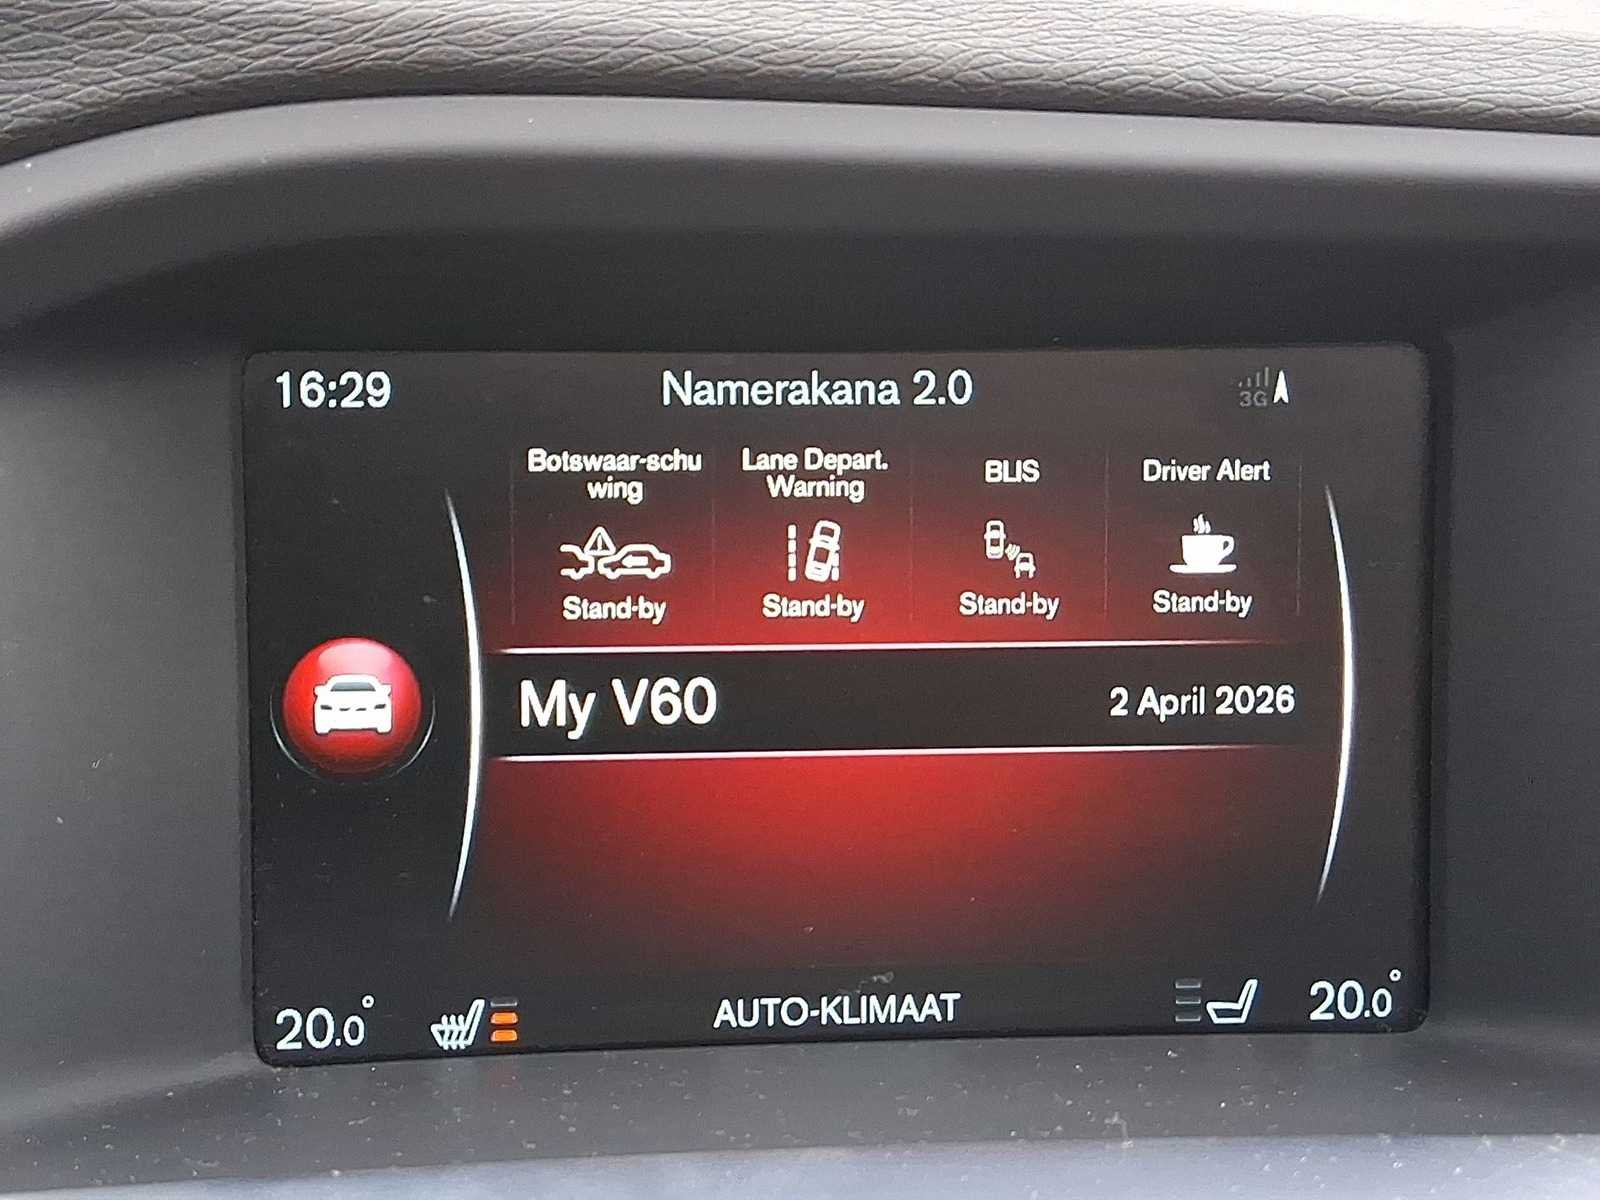 16:29
Namerakana 2.0
3G
Botswaar-schu
wing
Lane Depart.
Warning
BLIS
Driver Alert
Stand-by
Stand-by
Stand-by
Stand-by
My V60
2 April 2026
20.0°
AUTO-KLIMAAT
20.0°